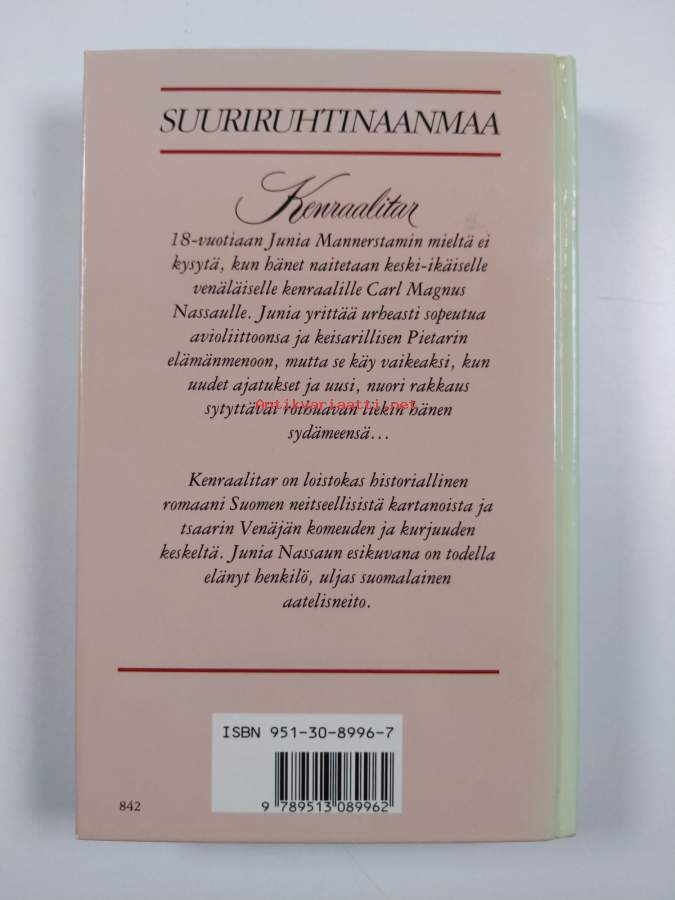 SUURIRUHTINAANMAA
Kenraalitar
18-vuotiaan Junia Mannerstamin mieltä ei
kysytä, kun hänet naitetaan keski-ikäiselle
venäläiselle kenraalille Carl Magnus
Nassaulle. Junia yrittää urheasti sopeutua
avioliittoonsa ja keisarillisen Pietarin
elämänmenoon, mutta se käy vaikeaksi, kun
uudet ajatukset ja uusi, nuori rakkaus
Antikvariaatti.net
sytyttävät roihuavan liekin hänen
sydämeensä...
Kenraalitar on loistokas historiallinen
romaani Suomen neitseellisistä kartanoista ja
tsaarin Venäjän komeuden ja kurjuuden
keskeltä. Junia Nassaun esikuvana on todella
elänyt henkilö, uljas suomalainen
aatelisneito.
ISBN 951-30-8996-7
9 789513 089962
842